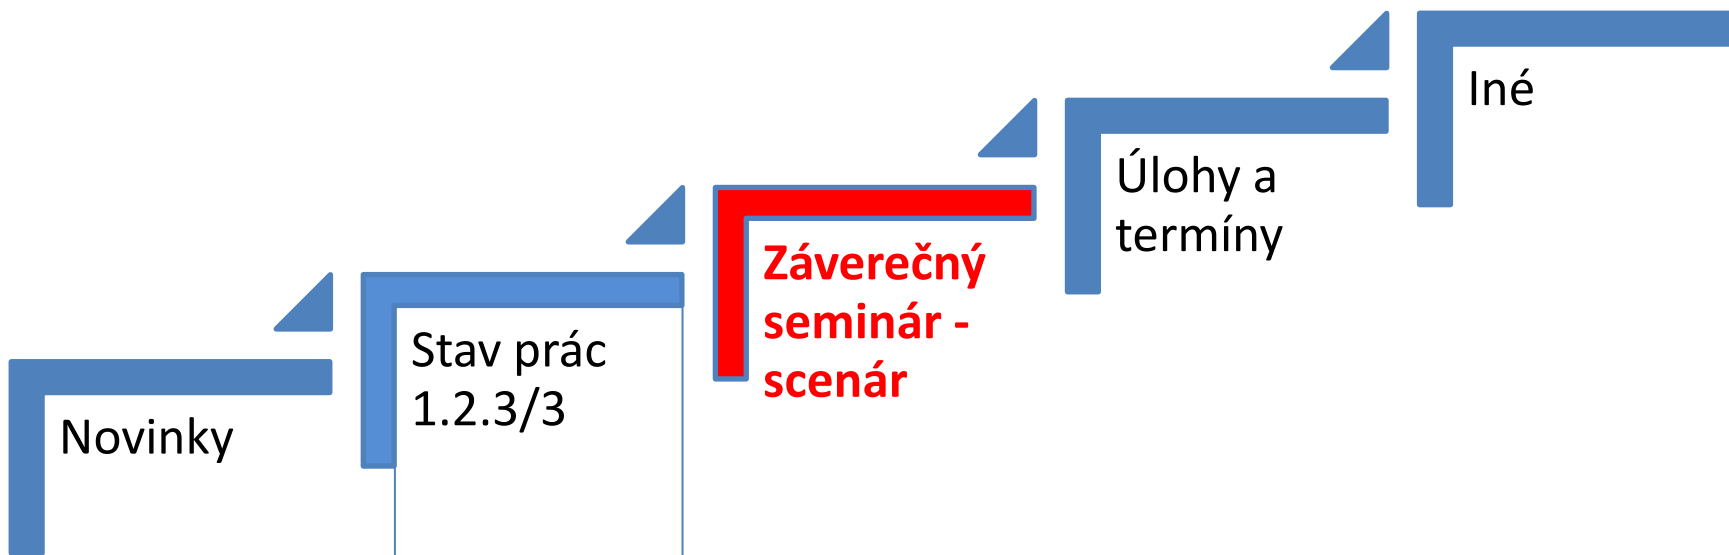 Novinky
Stav prác
1.2.3/3
Záverečný
seminár -
scenár
Úlohy a
termíny
Iné